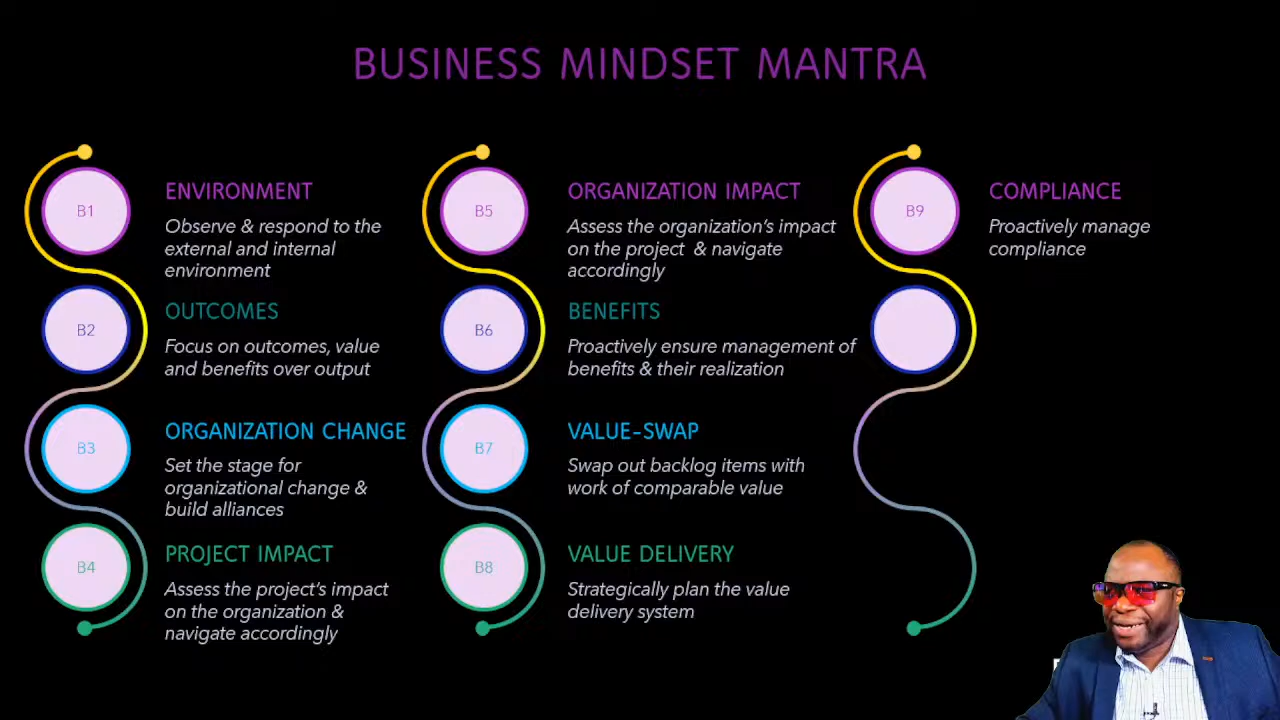 BUSINESS MINDSET MANTRA
B1
ENVIRONMENT
Observe & respond to the
external and internal
environment
B2
OUTCOMES
Focus on outcomes, value
and benefits over output
B3
ORGANIZATION CHANGE
Set the stage for
organizational change &
build alliances
B4
PROJECT IMPACT
Assess the project's impact
on the organization &
navigate accordingly
B5
ORGANIZATION IMPACT
Assess the organization's impact
on the project & navigate
accordingly
B6
BENEFITS
Proactively ensure management of
benefits & their realization
B7
VALUE-SWAP
Swap out backlog items with
work of comparable value
B8
VALUE DELIVERY
Strategically plan the value
delivery system
B9
COMPLIANCE
Proactively manage
compliance